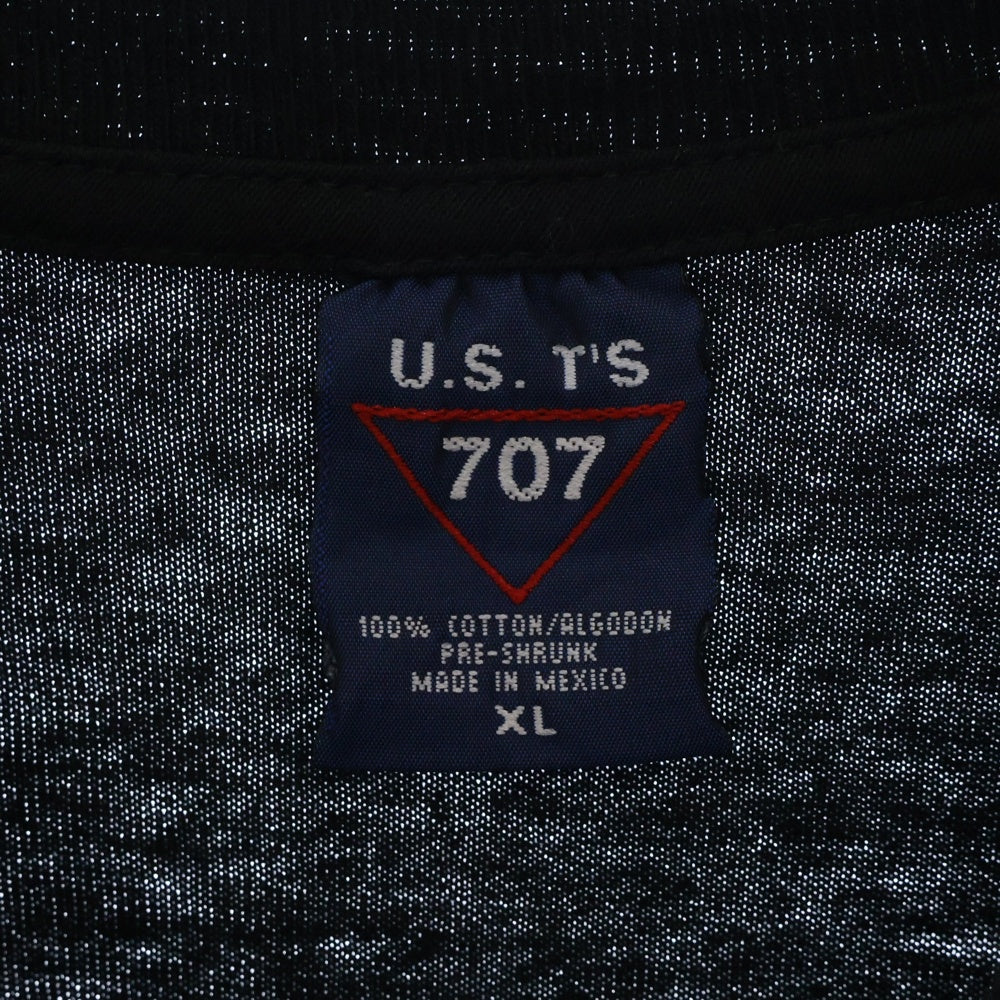 U.S. T'S
707
100% COTTON/ALGODON
PRE-SHRUNK
MADE IN MEXICO
XL